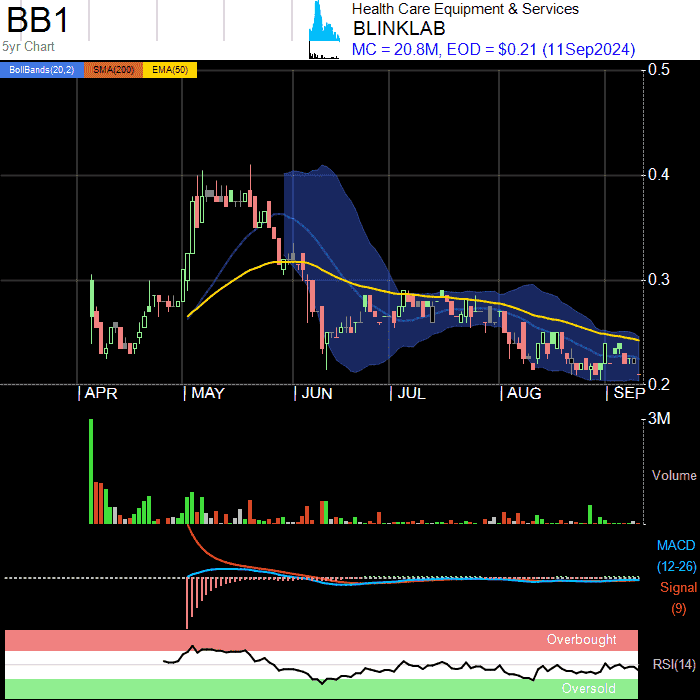 BB1
5yr Chart
Health Care Equipment & Services
BLINKLAB
MC = 20.8M, EOD = $0.21 (11Sep2024)
BollBands(20,2) SMA(200) EMA(50)
0.5
0.4
0.3
0.2
APR MAY JUN JUL AUG SEP
3M
Volume
MACD
(12-26)
Signal
(9)
Overbought
RSI(14)
Oversold